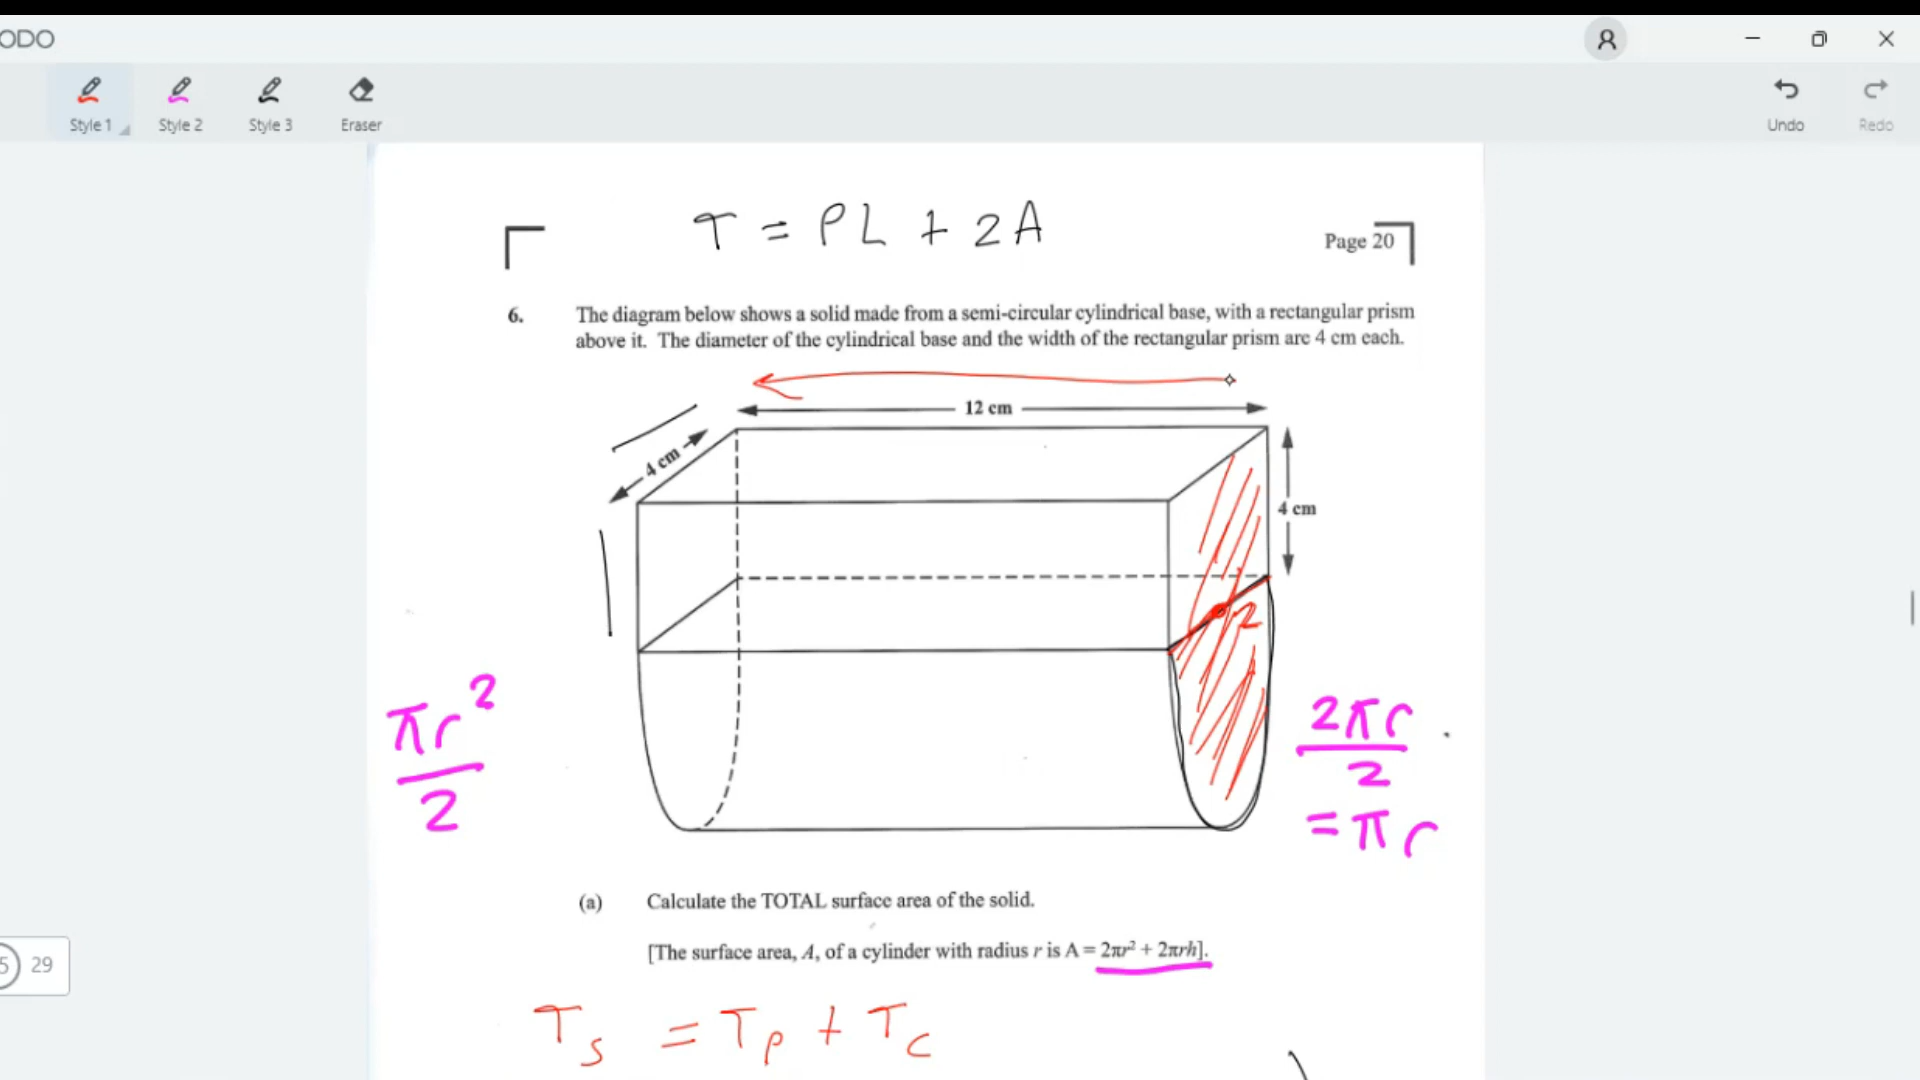 ODO
Style 1
Style 2
Style 3
Eraser
Undo
Redo
T = PL + 2A
Page 20
6. The diagram below shows a solid made from a semi-circular cylindrical base, with a rectangular prism
above it. The diameter of the cylindrical base and the width of the rectangular prism are 4 cm each.
12 cm
4 cm
4 cm
2
πr²/2
2πr/2
= πr
(a) Calculate the TOTAL surface area of the solid.
[The surface area, A, of a cylinder with radius r is A = 2πr² + 2πrh].
5 29
Ts = Tp + Tc